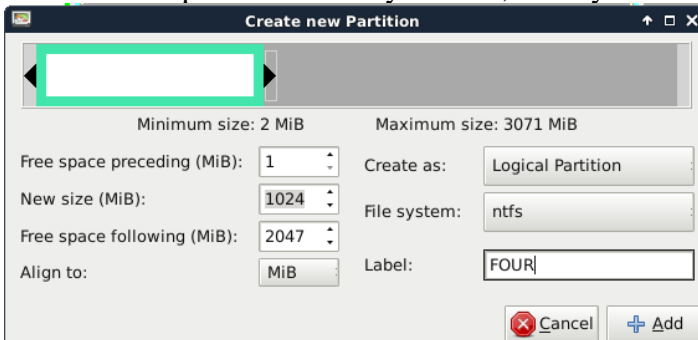 Create new Partition
Minimum size: 2 MiB Maximum size: 3071 MiB
Free space preceding (MiB): 1 Create as: Logical Partition
New size (MiB): 1024 File system: ntfs
Free space following (MiB): 2047
Align to: MiB Label: FOUR
Cancel Add